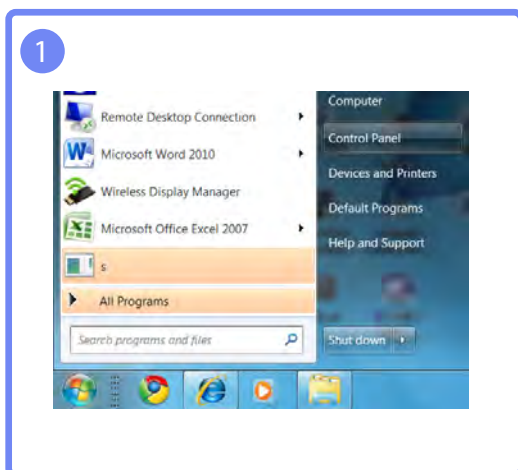 1
Remote Desktop Connection
Microsoft Word 2010
Wireless Display Manager
Microsoft Office Excel 2007
s
All Programs
Search programs and files
Computer
Control Panel
Devices and Printers
Default Programs
Help and Support
Shut down